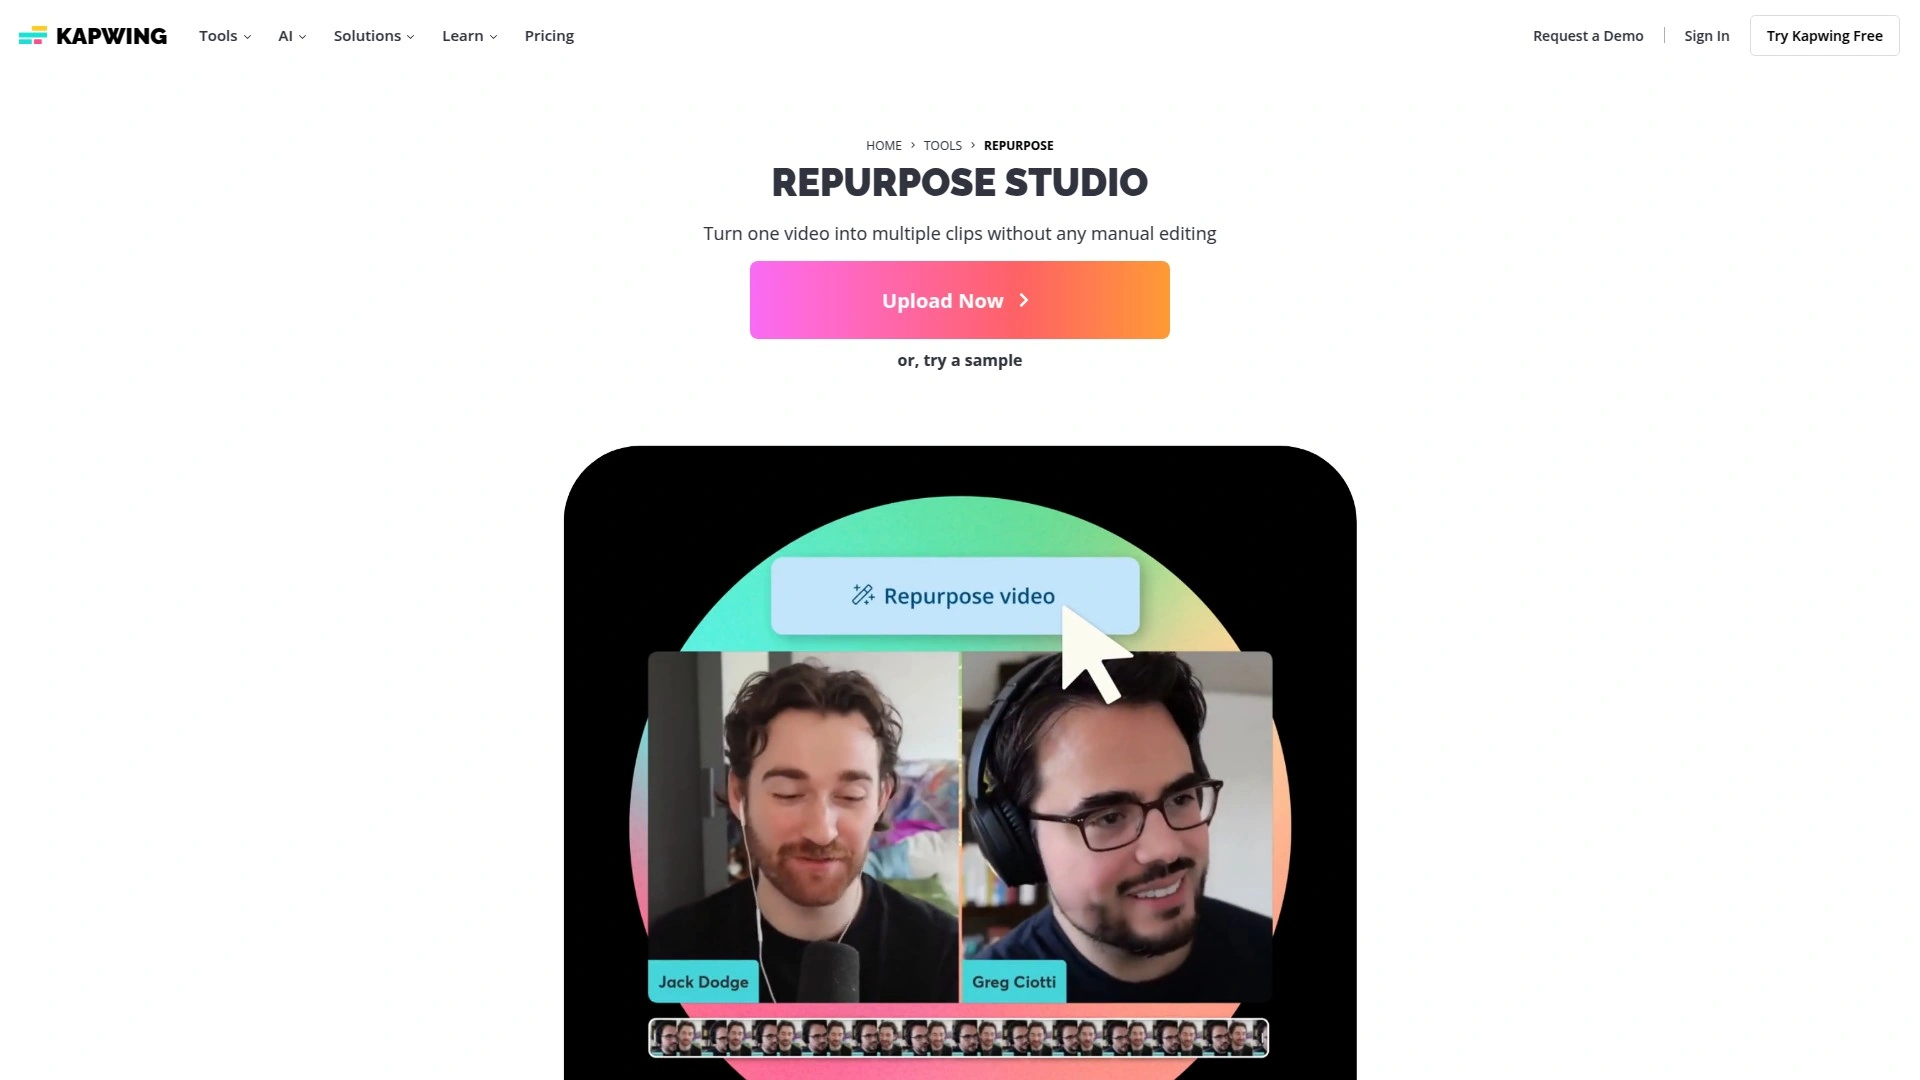 KAPWING Tools AI Solutions Learn Pricing Request a Demo Sign In Try Kapwing Free
HOME > TOOLS > REPURPOSE
REPURPOSE STUDIO
Turn one video into multiple clips without any manual editing
Upload Now
or, try a sample
Repurpose video
Jack Dodge Greg Ciotti